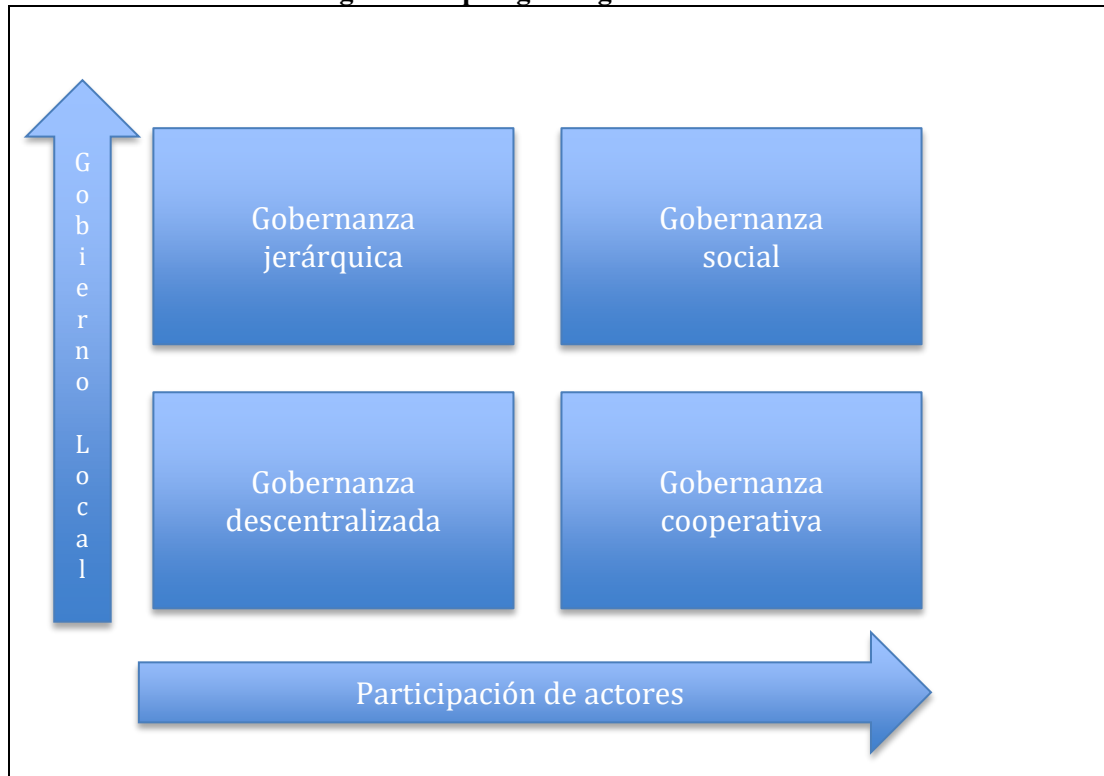 Gobierno Local
Gobernanza
jerárquica
Gobernanza
social
Gobernanza
descentralizada
Gobernanza
cooperativa
Participación de actores